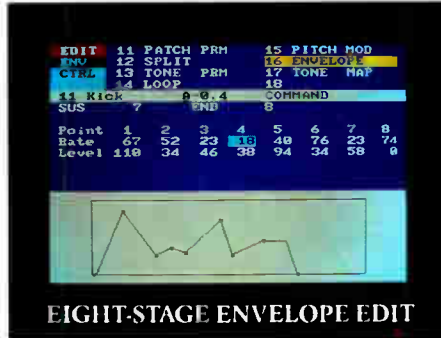 EDIT 11 PATCH PRM 15 PITCH MOD
ENV 12 SPLIT 16 ENVELOPE
CTRL 13 TONE PRM 17 TONE MAP
14 LOOP 18
11 Kick A 0.4 COMMAND
SUS 7 END 8
Point 1 2 3 4 5 6 7 8
Rate 67 52 23 18 40 76 23 74
Level 110 34 46 38 94 34 58 0
EIGHT-STAGE ENVELOPE EDIT